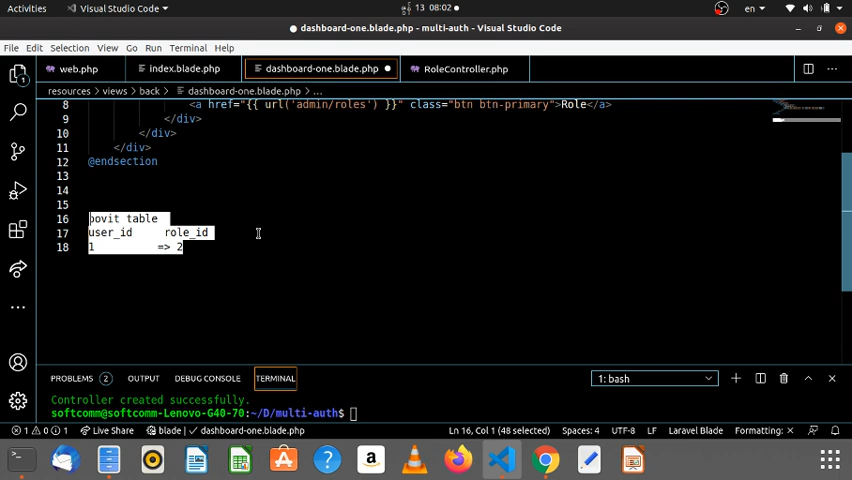 Activities Visual Studio Code 13 08:02 en
dashboard-one.blade.php - multi-auth - Visual Studio Code
File Edit Selection View Go Run Terminal Help
web.php index.blade.php dashboard-one.blade.php RoleController.php
resources > views > back > dashboard-one.blade.php > ...
8 <a href="{{ url('admin/roles') }}" class="btn btn-primary">Role</a>
9 </div>
10 </div>
11 </div>
12 @endsection
13
14
15
16 povit table
17 user_id role_id
18 1 => 2
PROBLEMS 2 OUTPUT DEBUG CONSOLE TERMINAL 1: bash
Controller created successfully.
softcomm@softcomm-Lenovo-G40-70:~/D/multi-auth$
1 0 1 Live Share blade dashboard-one.blade.php Ln 16, Col 1 (48 selected) Spaces: 4 UTF-8 LF Laravel Blade Formatting: ×